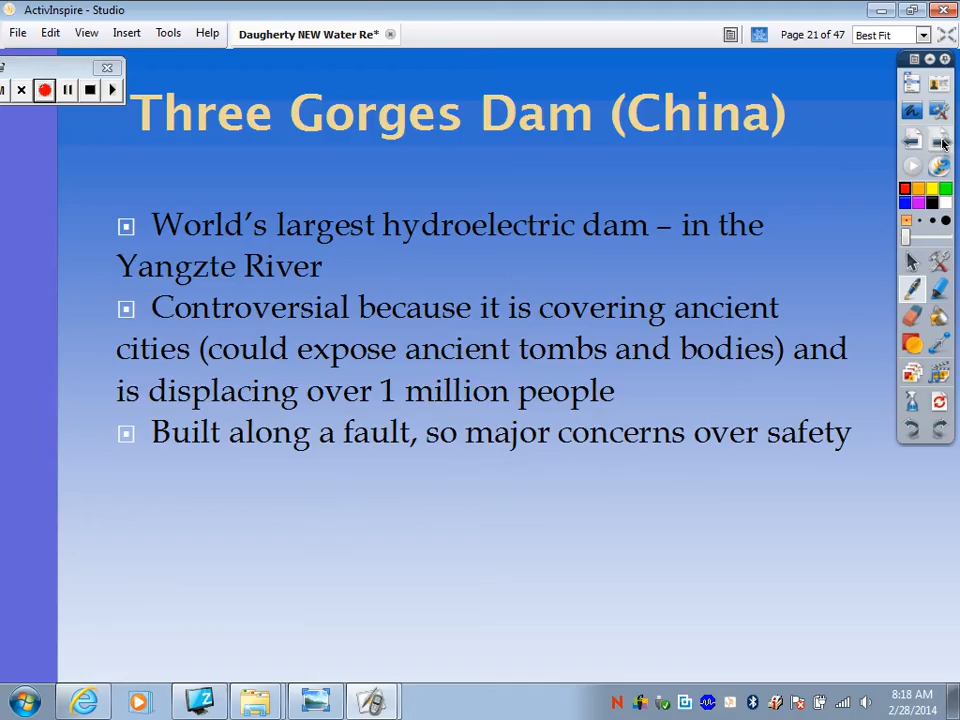 ActivInspire - Studio
File Edit View Insert Tools Help Daugherty NEW Water Re* Page 21 of 47 Best Fit
Three Gorges Dam (China)
World's largest hydroelectric dam – in the
Yangzte River
Controversial because it is covering ancient
cities (could expose ancient tombs and bodies) and
is displacing over 1 million people
Built along a fault, so major concerns over safety
8:18 AM
2/28/2014